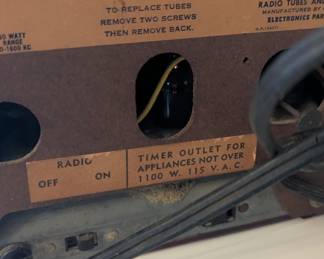 TO REPLACE TUBES
REMOVE TWO SCREWS
THEN REMOVE BACK.
WATT
RANGE
-1600 KC
RADIO TUBES AND
MANUFACTURED BY
ELECTRONICS
RADIO
OFF ON
TIMER OUTLET FOR
APPLIANCES NOT OVER
1100 W. 115 V. A. C.